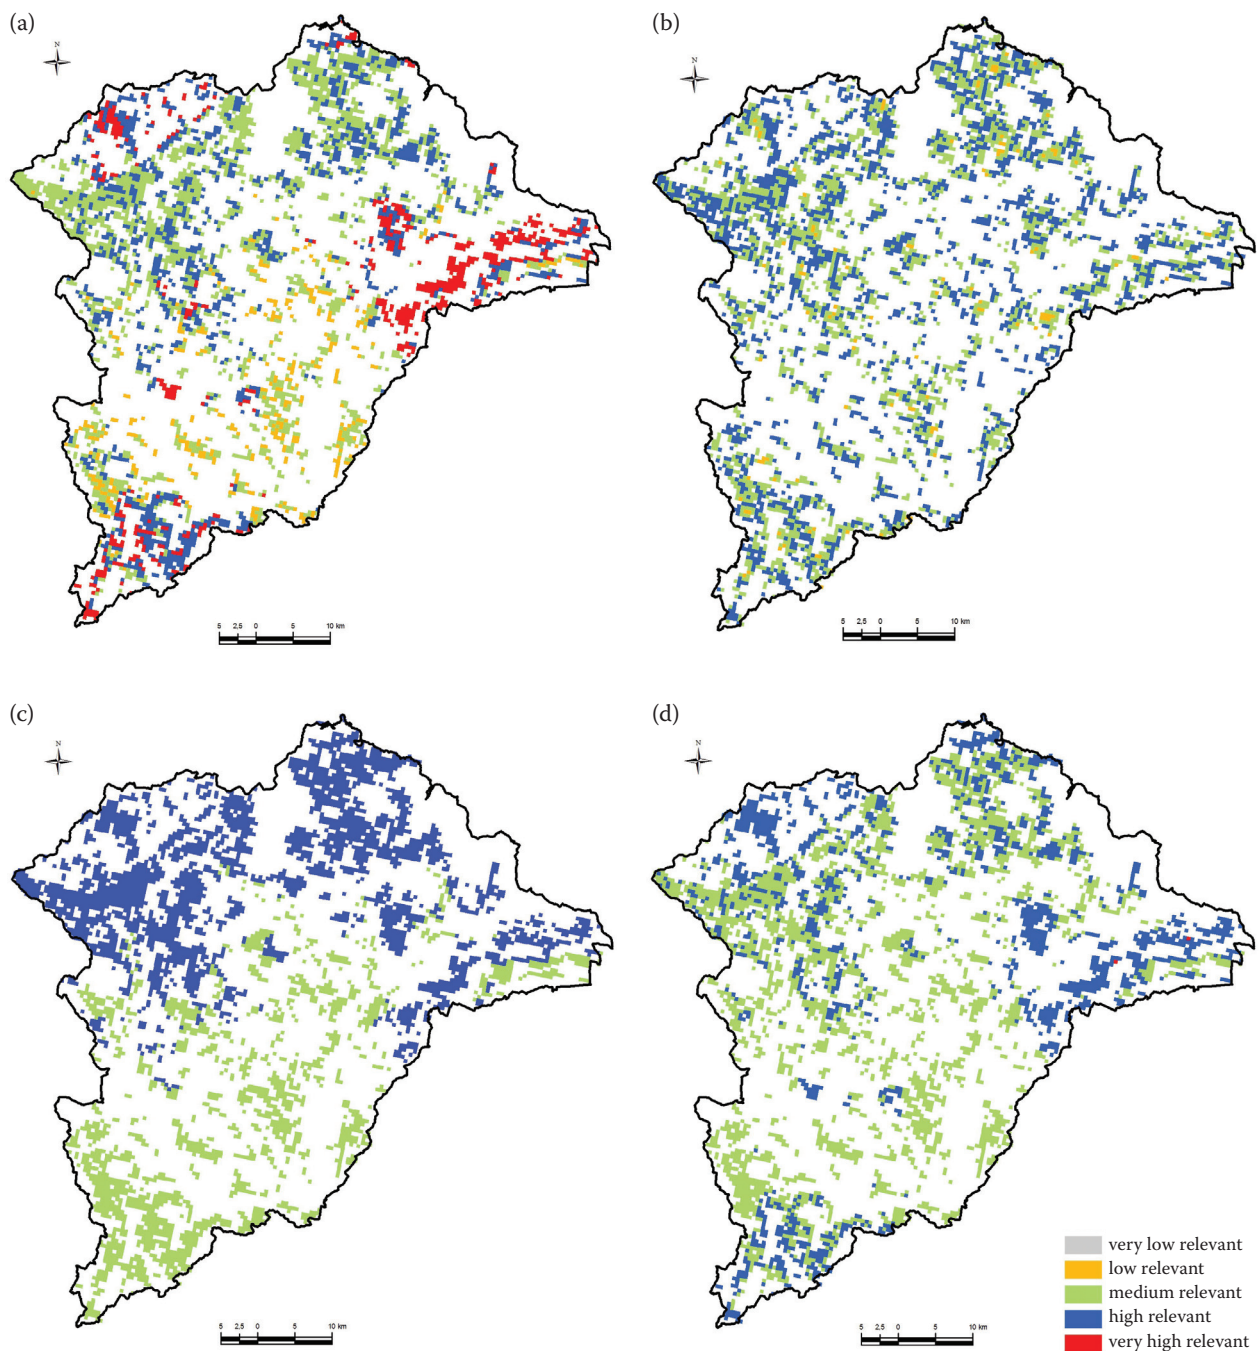 (a)
(b)
N
N
5 2,5 0 5 10 km
5 2,5 0 5 10 km
(c)
(d)
N
N
5 2,5 0 5 10 km
5 2,5 0 5 10 km
very low relevant
low relevant
medium relevant
high relevant
very high relevant